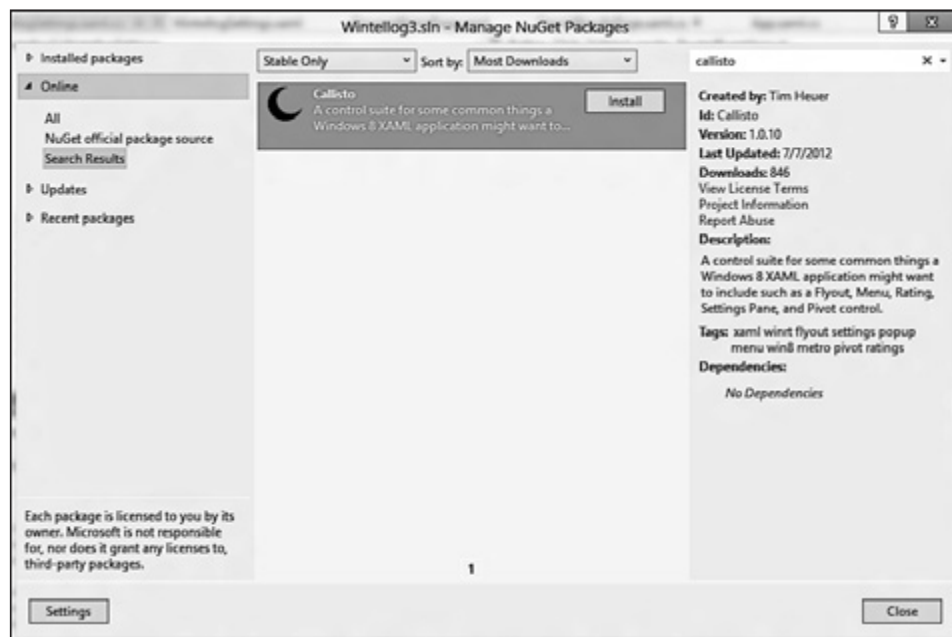 Wintellog3.sln - Manage NuGet Packages
Installed packages
Online
All
NuGet official package source
Search Results
Updates
Recent packages
Each package is licensed to you by its
owner. Microsoft is not responsible
for, nor does it grant any licenses to,
third-party packages.
Settings
Stable Only
Sort by: Most Downloads
Callisto
A control suite for some common things a
Windows 8 XAML application might want to...
Install
1
callisto
Created by: Tim Heuer
Id: Callisto
Version: 1.0.10
Last Updated: 7/7/2012
Downloads: 846
View License Terms
Project Information
Report Abuse
Description:
A control suite for some common things a
Windows 8 XAML application might want
to include such as a Flyout, Menu, Rating,
Settings Pane, and Pivot control.
Tags: xaml winrt flyout settings popup
menu win8 metro pivot ratings
Dependencies:
No Dependencies
Close